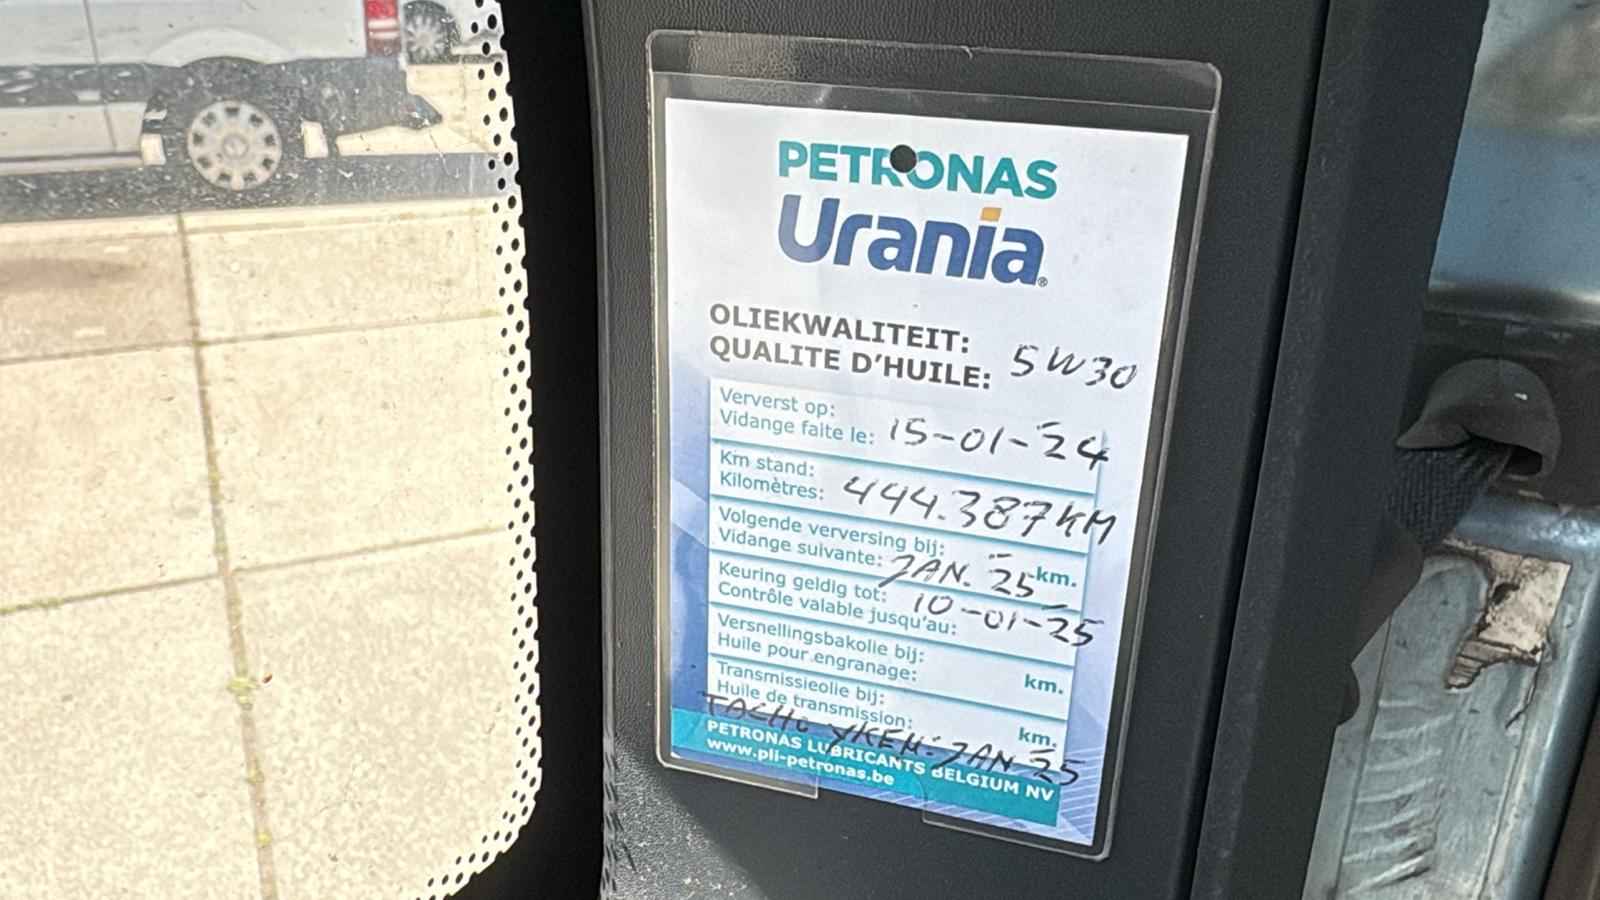 PETRONAS
Urania®
OLIEKWALITEIT:
QUALITE D'HUILE: 5W30
Ververst op:
Vidange faite le: 15-01-24
Km stand:
Kilomètres: 444.387KM
Volgende verversing bij:
Vidange suivante: JAN. 25 km.
Keuring geldig tot:
Contrôle valable jusqu'au: 10-01-25
Versnellingsbakolie bij:
Huile pour engranage: km.
Transmissieolie bij:
Huile de transmission: km.
TACHO JAN 25
PETRONAS LUBRICANTS BELGIUM NV
www.pli-petronas.be